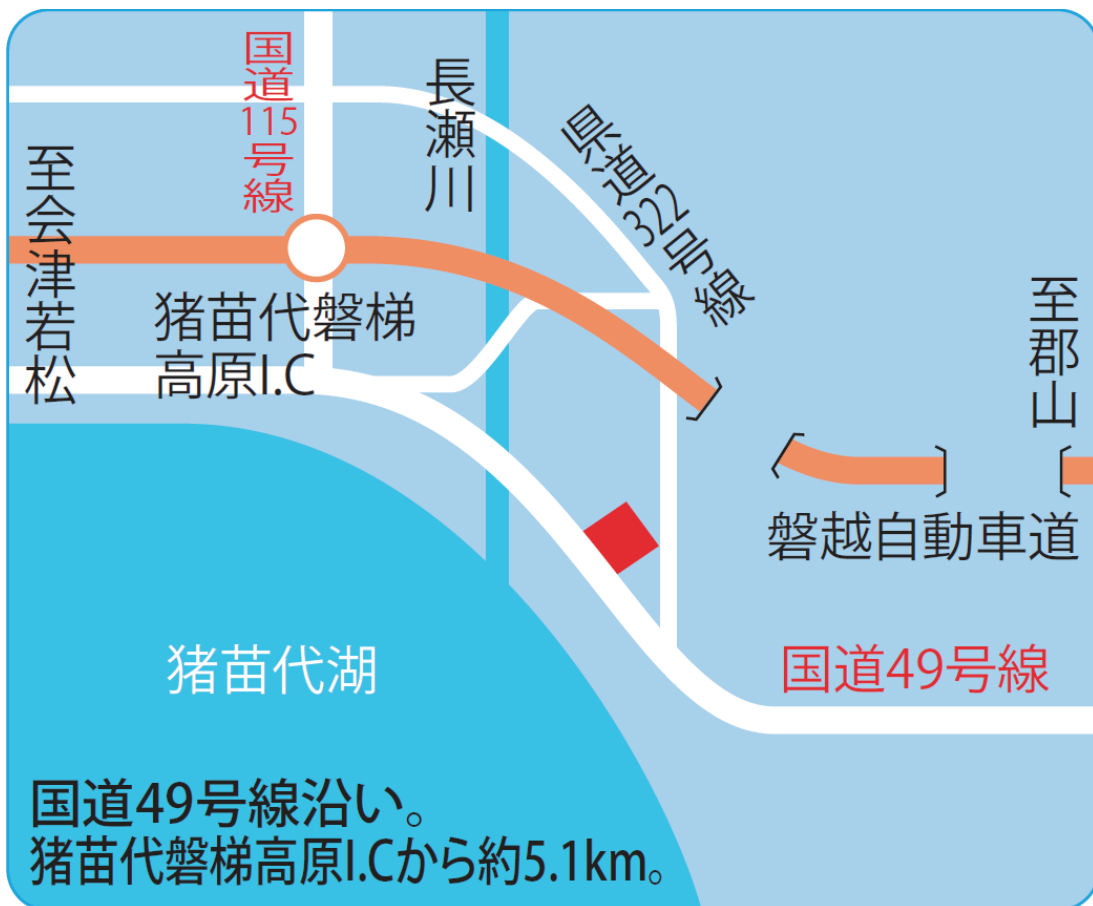 国道115号線
長瀬川
県道322号線
至会津若松
猪苗代磐梯
高原I.C
至郡山
磐越自動車道
猪苗代湖
国道49号線
国道49号線沿い。
猪苗代磐梯高原I.Cから約5.1km。